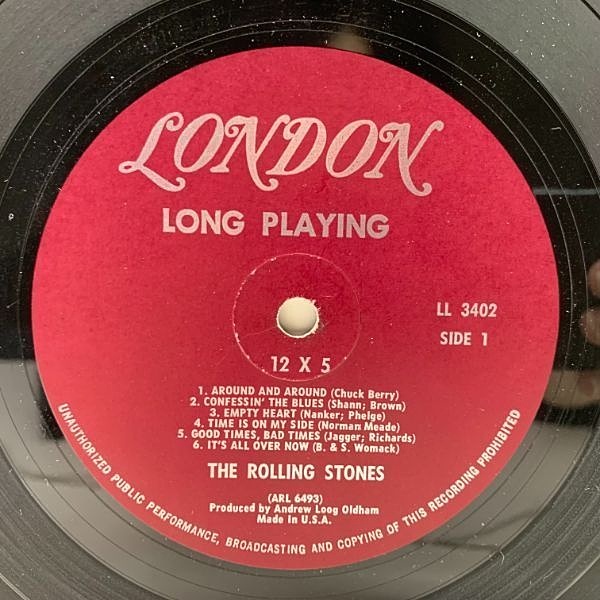 LONDON
LONG PLAYING
LL 3402
SIDE 1
12 X 5
1. AROUND AND AROUND (Chuck Berry)
2. CONFESSIN' THE BLUES (Shann; Brown)
3. EMPTY HEART (Nanker; Phelge)
4. TIME IS ON MY SIDE (Norman Meade)
5. GOOD TIMES, BAD TIMES (Jagger; Richards)
6. IT'S ALL OVER NOW (B. & S. Womack)
THE ROLLING STONES
(ARL 6493)
Produced by Andrew Loog Oldham
Made In U.S.A.
UNAUTHORIZED PUBLIC PERFORMANCE, BROADCASTING AND COPYING OF THIS RECORDING PROHIBITED